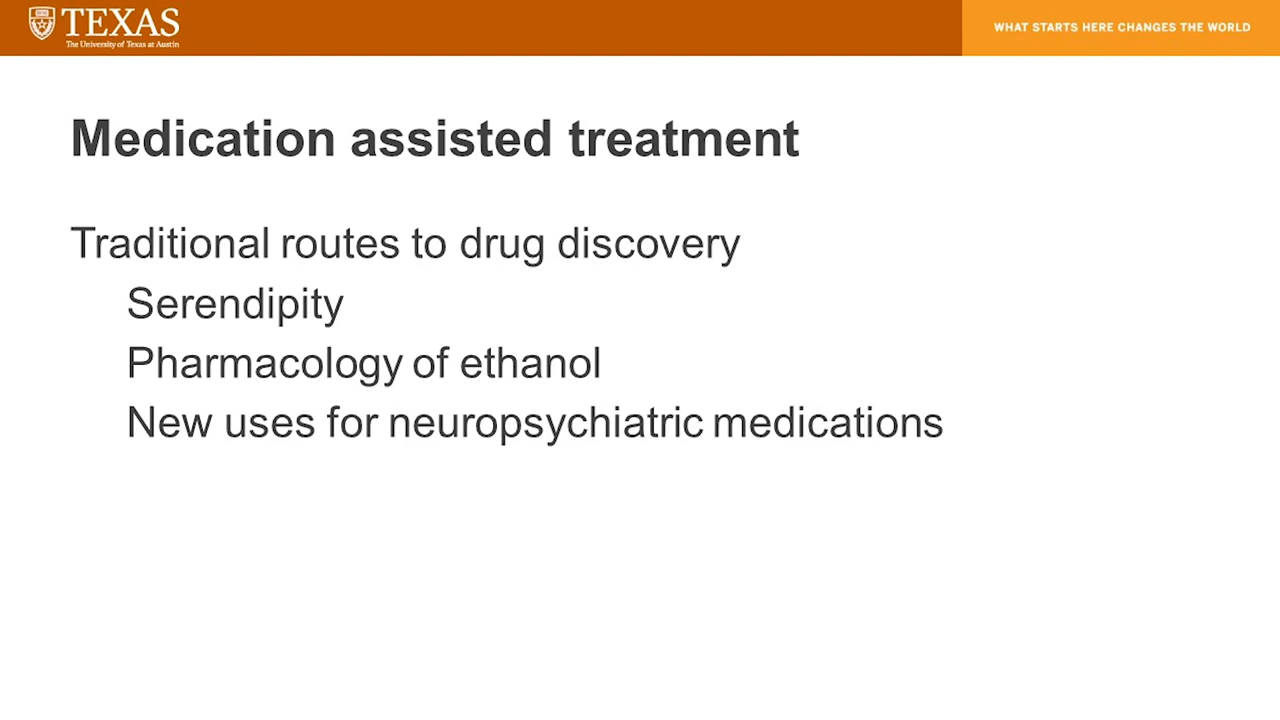 TEXAS
The University of Texas at Austin
WHAT STARTS HERE CHANGES THE WORLD
Medication assisted treatment
Traditional routes to drug discovery
Serendipity
Pharmacology of ethanol
New uses for neuropsychiatric medications